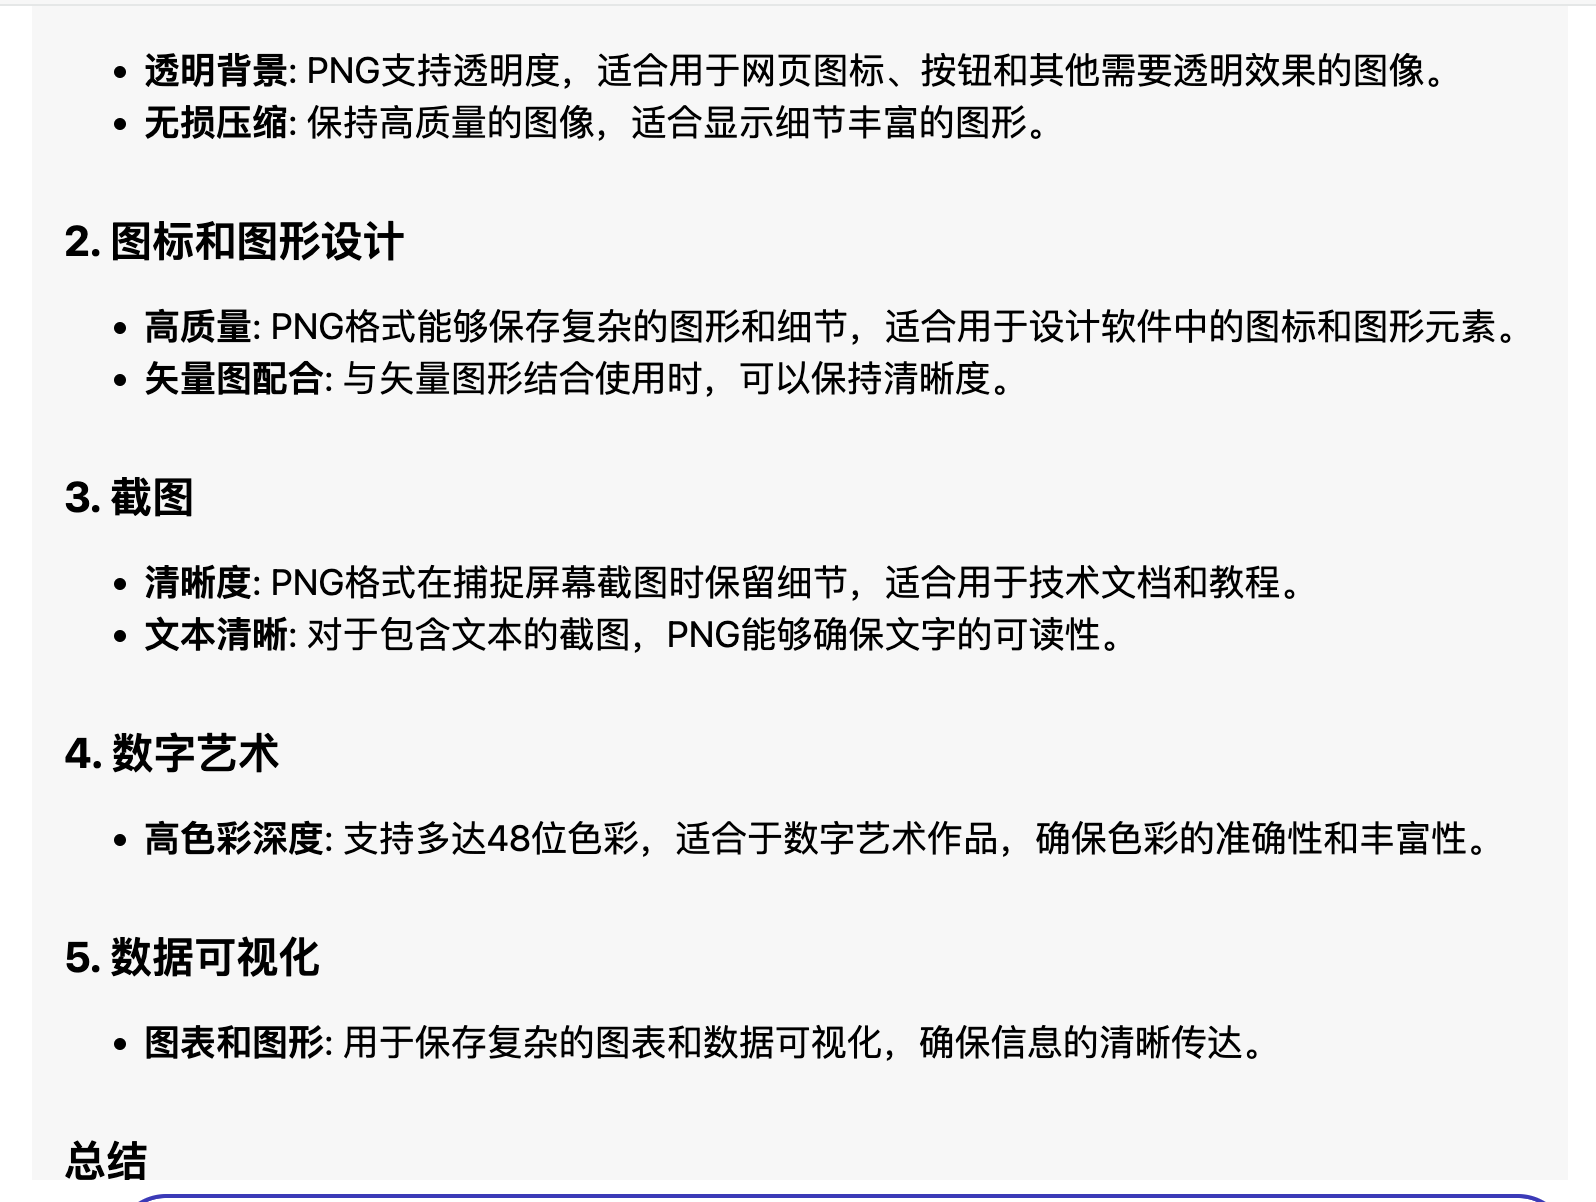 • 透明背景: PNG支持透明度，适合用于网页图标、按钮和其他需要透明效果的图像。
• 无损压缩: 保持高质量的图像，适合显示细节丰富的图形。
2. 图标和图形设计
• 高质量: PNG格式能够保存复杂的图形和细节，适合用于设计软件中的图标和图形元素。
• 矢量图配合: 与矢量图形结合使用时，可以保持清晰度。
3. 截图
• 清晰度: PNG格式在捕捉屏幕截图时保留细节，适合用于技术文档和教程。
• 文本清晰: 对于包含文本的截图，PNG能够确保文字的可读性。
4. 数字艺术
• 高色彩深度: 支持多达48位色彩，适合于数字艺术作品，确保色彩的准确性和丰富性。
5. 数据可视化
• 图表和图形: 用于保存复杂的图表和数据可视化，确保信息的清晰传达。
总结